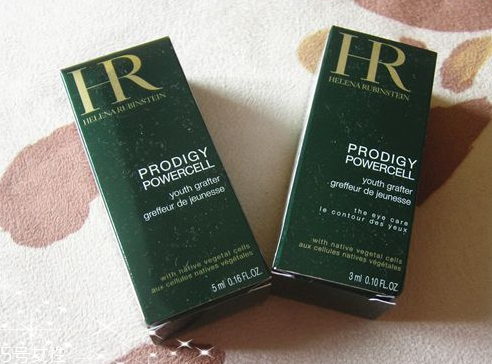 HR
HELENA RUBINSTEIN
PRODIGY
POWERCELL
youth grafter
greffeur de jeunesse
with native vegetal cells
aux cellules natives végétales
5 ml 0.16 FL.OZ.
HR
HELENA RUBINSTEIN
PRODIGY
POWERCELL
youth grafter
greffeur de jeunesse
the eye care
le contour des yeux
with native vegetal cells
aux cellules natives végétales
3 ml 0.10 FL.OZ.